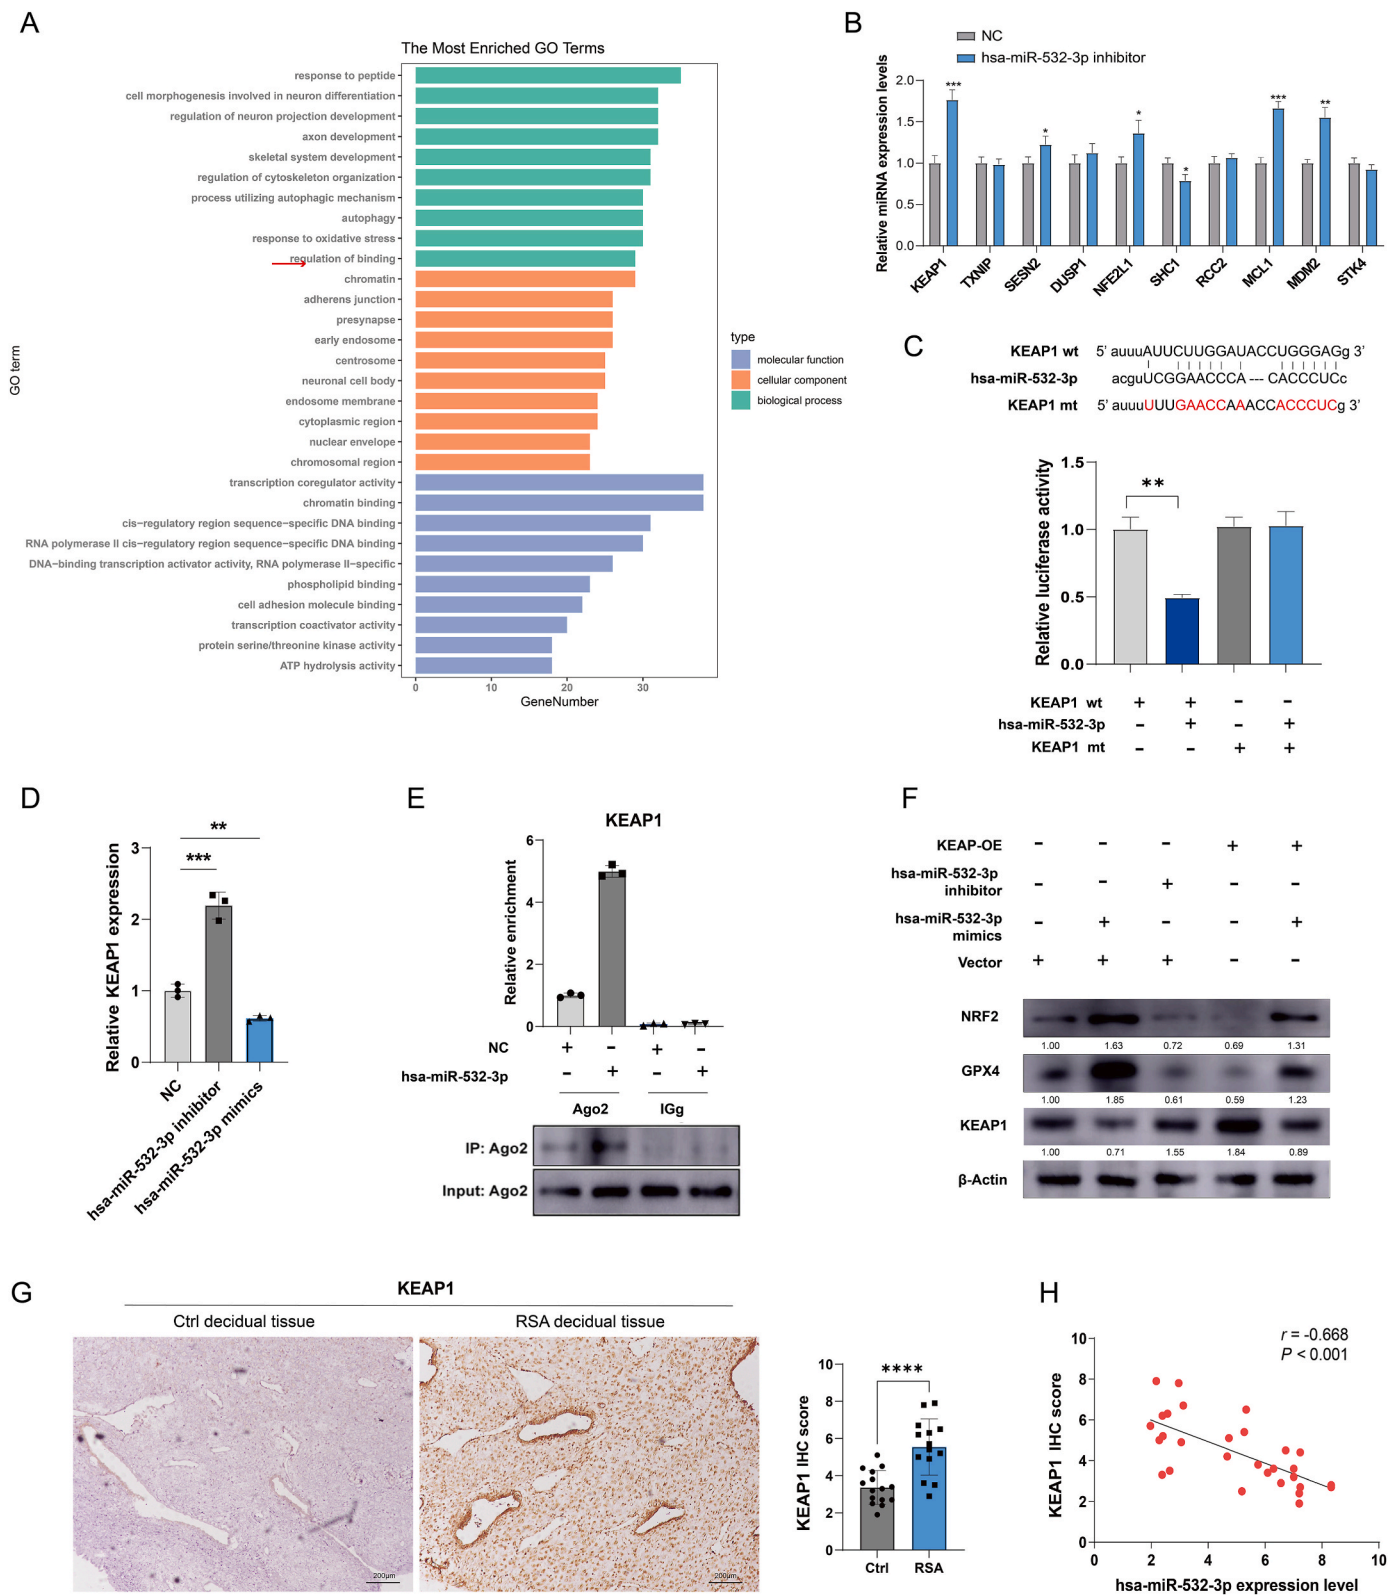 A
The Most Enriched GO Terms
response to peptide
cell morphogenesis involved in neuron differentiation
regulation of neuron projection development
axon development
skeletal system development
regulation of cytoskeleton organization
process utilizing autophagic mechanism
autophagy
response to oxidative stress
regulation of binding
chromatin
adherens junction
presynapse
early endosome
centrosome
neuronal cell body
endosome membrane
cytoplasmic region
nuclear envelope
chromosomal region
transcription coregulator activity
chromatin binding
cis−regulatory region sequence−specific DNA binding
RNA polymerase II cis−regulatory region sequence−specific DNA binding
DNA−binding transcription activator activity, RNA polymerase II−specific
phospholipid binding
cell adhesion molecule binding
transcription coactivator activity
protein serine/threonine kinase activity
ATP hydrolysis activity
GO term
0 10 20 30
GeneNumber
type
molecular function
cellular component
biological process
B
NC
hsa-miR-532-3p inhibitor
Relative miRNA expression levels
2.0
1.5
1.0
0.5
0.0
*** * * * *** **
KEAP1 TXNIP SESN2 DUSP1 NFE2L1 SHC1 RCC2 MCL1 MDM2 STK4
C
KEAP1 wt 5' auuuAUUCUUGGAUACCUGGGAGg 3'
hsa-miR-532-3p acguUCGGAACCCA --- CACCCUCc
KEAP1 mt 5' auuuUUUGAACCAAACCACCCUCg 3'
Relative luciferase activity
1.5
1.0
0.5
0.0
**
KEAP1 wt + + - -
hsa-miR-532-3p - + - +
KEAP1 mt - - + +
D
Relative KEAP1 expression
3
2
1
0
**
***
NC
hsa-miR-532-3p inhibitor
hsa-miR-532-3p mimics
E
KEAP1
Relative enrichment
6
4
2
0
NC + - + -
hsa-miR-532-3p - + - +
Ago2 IGg
IP: Ago2
Input: Ago2
F
KEAP-OE - - - + +
hsa-miR-532-3p
inhibitor - - + - -
hsa-miR-532-3p
mimics - + - - +
Vector + + + - -
NRF2
1.00 1.63 0.72 0.69 1.31
GPX4
1.00 1.85 0.61 0.59 1.23
KEAP1
1.00 0.71 1.55 1.84 0.89
β-Actin
G
KEAP1
Ctrl decidual tissue RSA decidual tissue
200μm
200μm
KEAP1 IHC score
10
8
6
4
2
0
****
Ctrl RSA
H
r = -0.668
P < 0.001
KEAP1 IHC score
10
8
6
4
2
0
0 2 4 6 8 10
hsa-miR-532-3p expression level